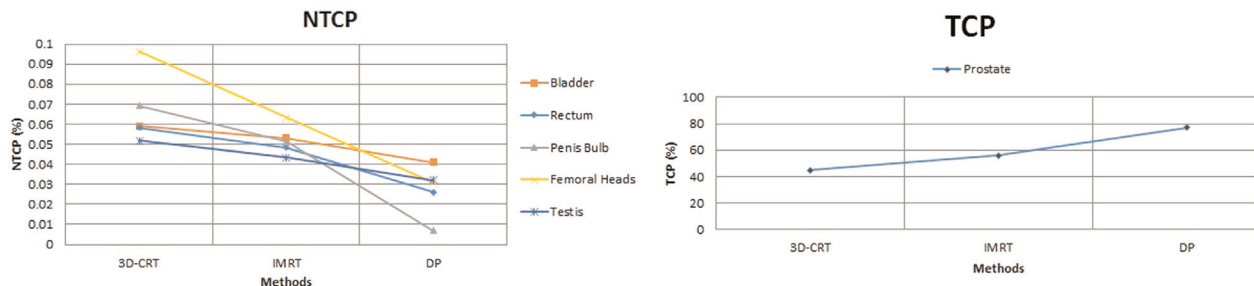 NTCP
0.1
0.09
0.08
0.07
0.06
0.05
0.04
0.03
0.02
0.01
0
NTCP (%)
3D-CRT IMRT DP
Methods
Bladder
Rectum
Penis Bulb
Femoral Heads
Testis
TCP
Prostate
100
80
60
40
20
0
TCP (%)
3D-CRT IMRT DP
Methods